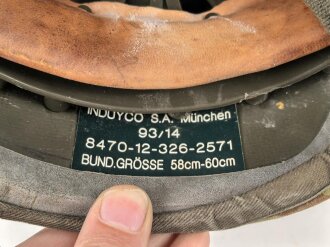 INDUYCO S.A. München
93/14
8470-12-326-2571
BUND.GRÖSSE 58cm-60cm